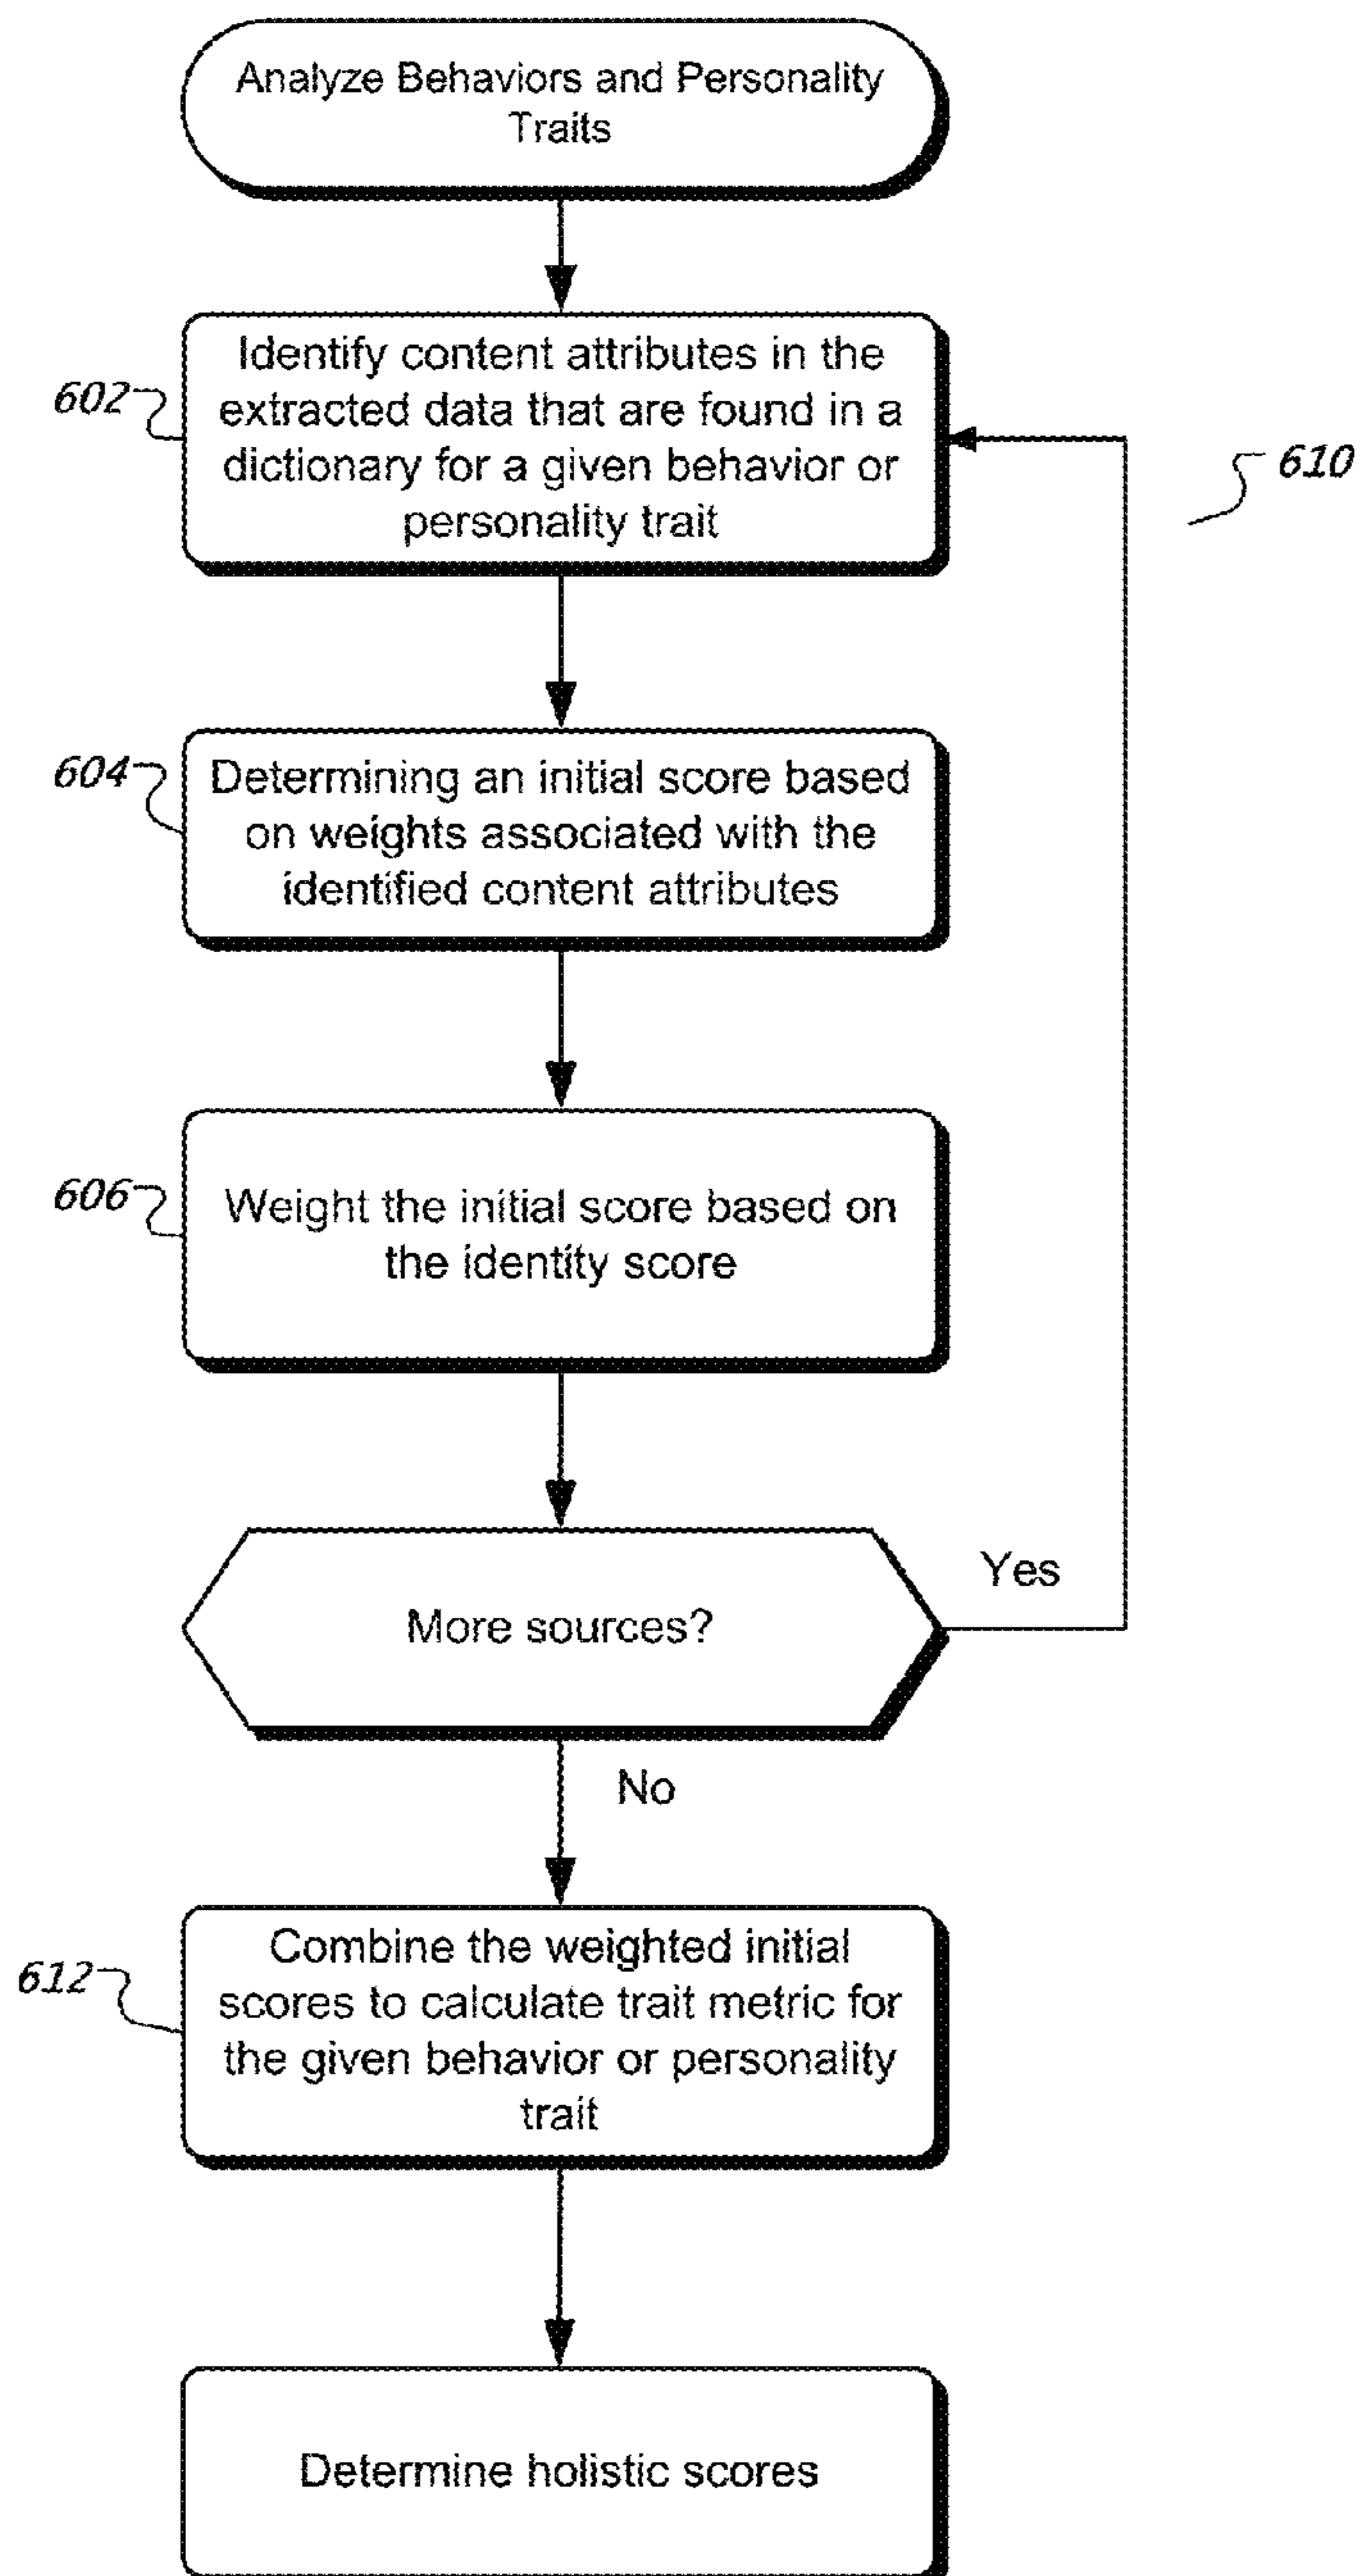 Analyze Behaviors and Personality
Traits
602
Identify content attributes in the
extracted data that are found in a
dictionary for a given behavior or
personality trait
610
604
Determining an initial score based
on weights associated with the
identified content attributes
606
Weight the initial score based on
the identity score
More sources?
Yes
No
612
Combine the weighted initial
scores to calculate trait metric for
the given behavior or personality
trait
Determine holistic scores